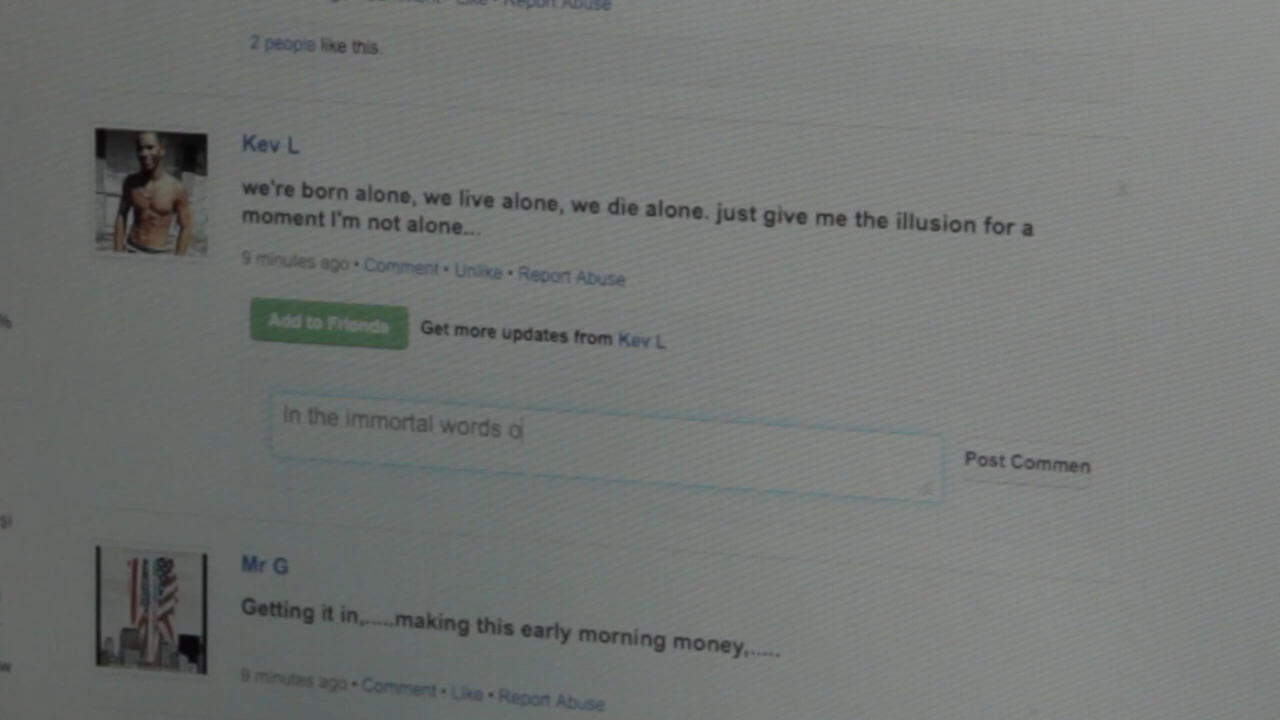 Like • Report Abuse
2 people like this.
Kev L
we're born alone, we live alone, we die alone. just give me the illusion for a
moment I'm not alone...
9 minutes ago • Comment • Unlike • Report Abuse
Add to Friends Get more updates from Kev L
In the immortal words o
Post Commen
Mr G
Getting it in,.....making this early morning money,.....
9 minutes ago • Comment • Like • Report Abuse